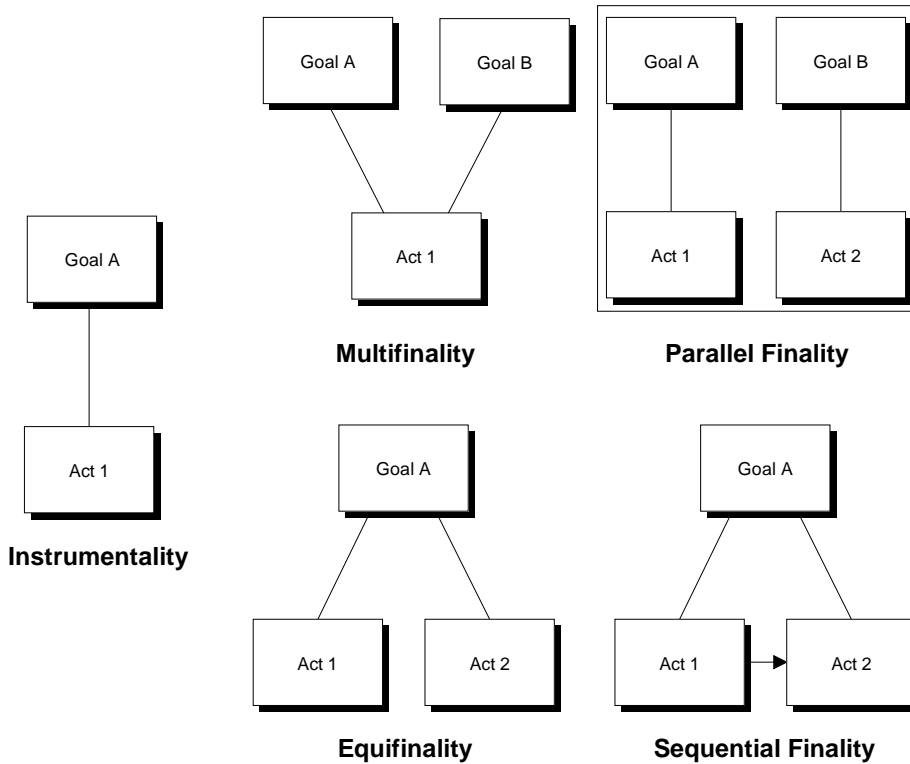 Goal A
Goal B
Act 1
Multifinality
Goal A
Goal B
Act 1
Act 2
Parallel Finality
Goal A
Act 1
Instrumentality
Goal A
Act 1
Act 2
Equifinality
Goal A
Act 1
Act 2
Sequential Finality